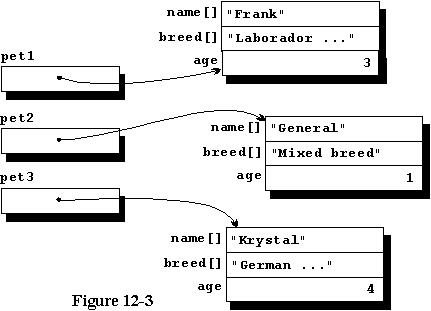 name[] "Frank"
breed[] "Laborador ..."
pet1
age 3
pet2
name[] "General"
breed[] "Mixed breed"
pet3
age 1
name[] "Krystal"
breed[] "German ..."
age 4
Figure 12-3